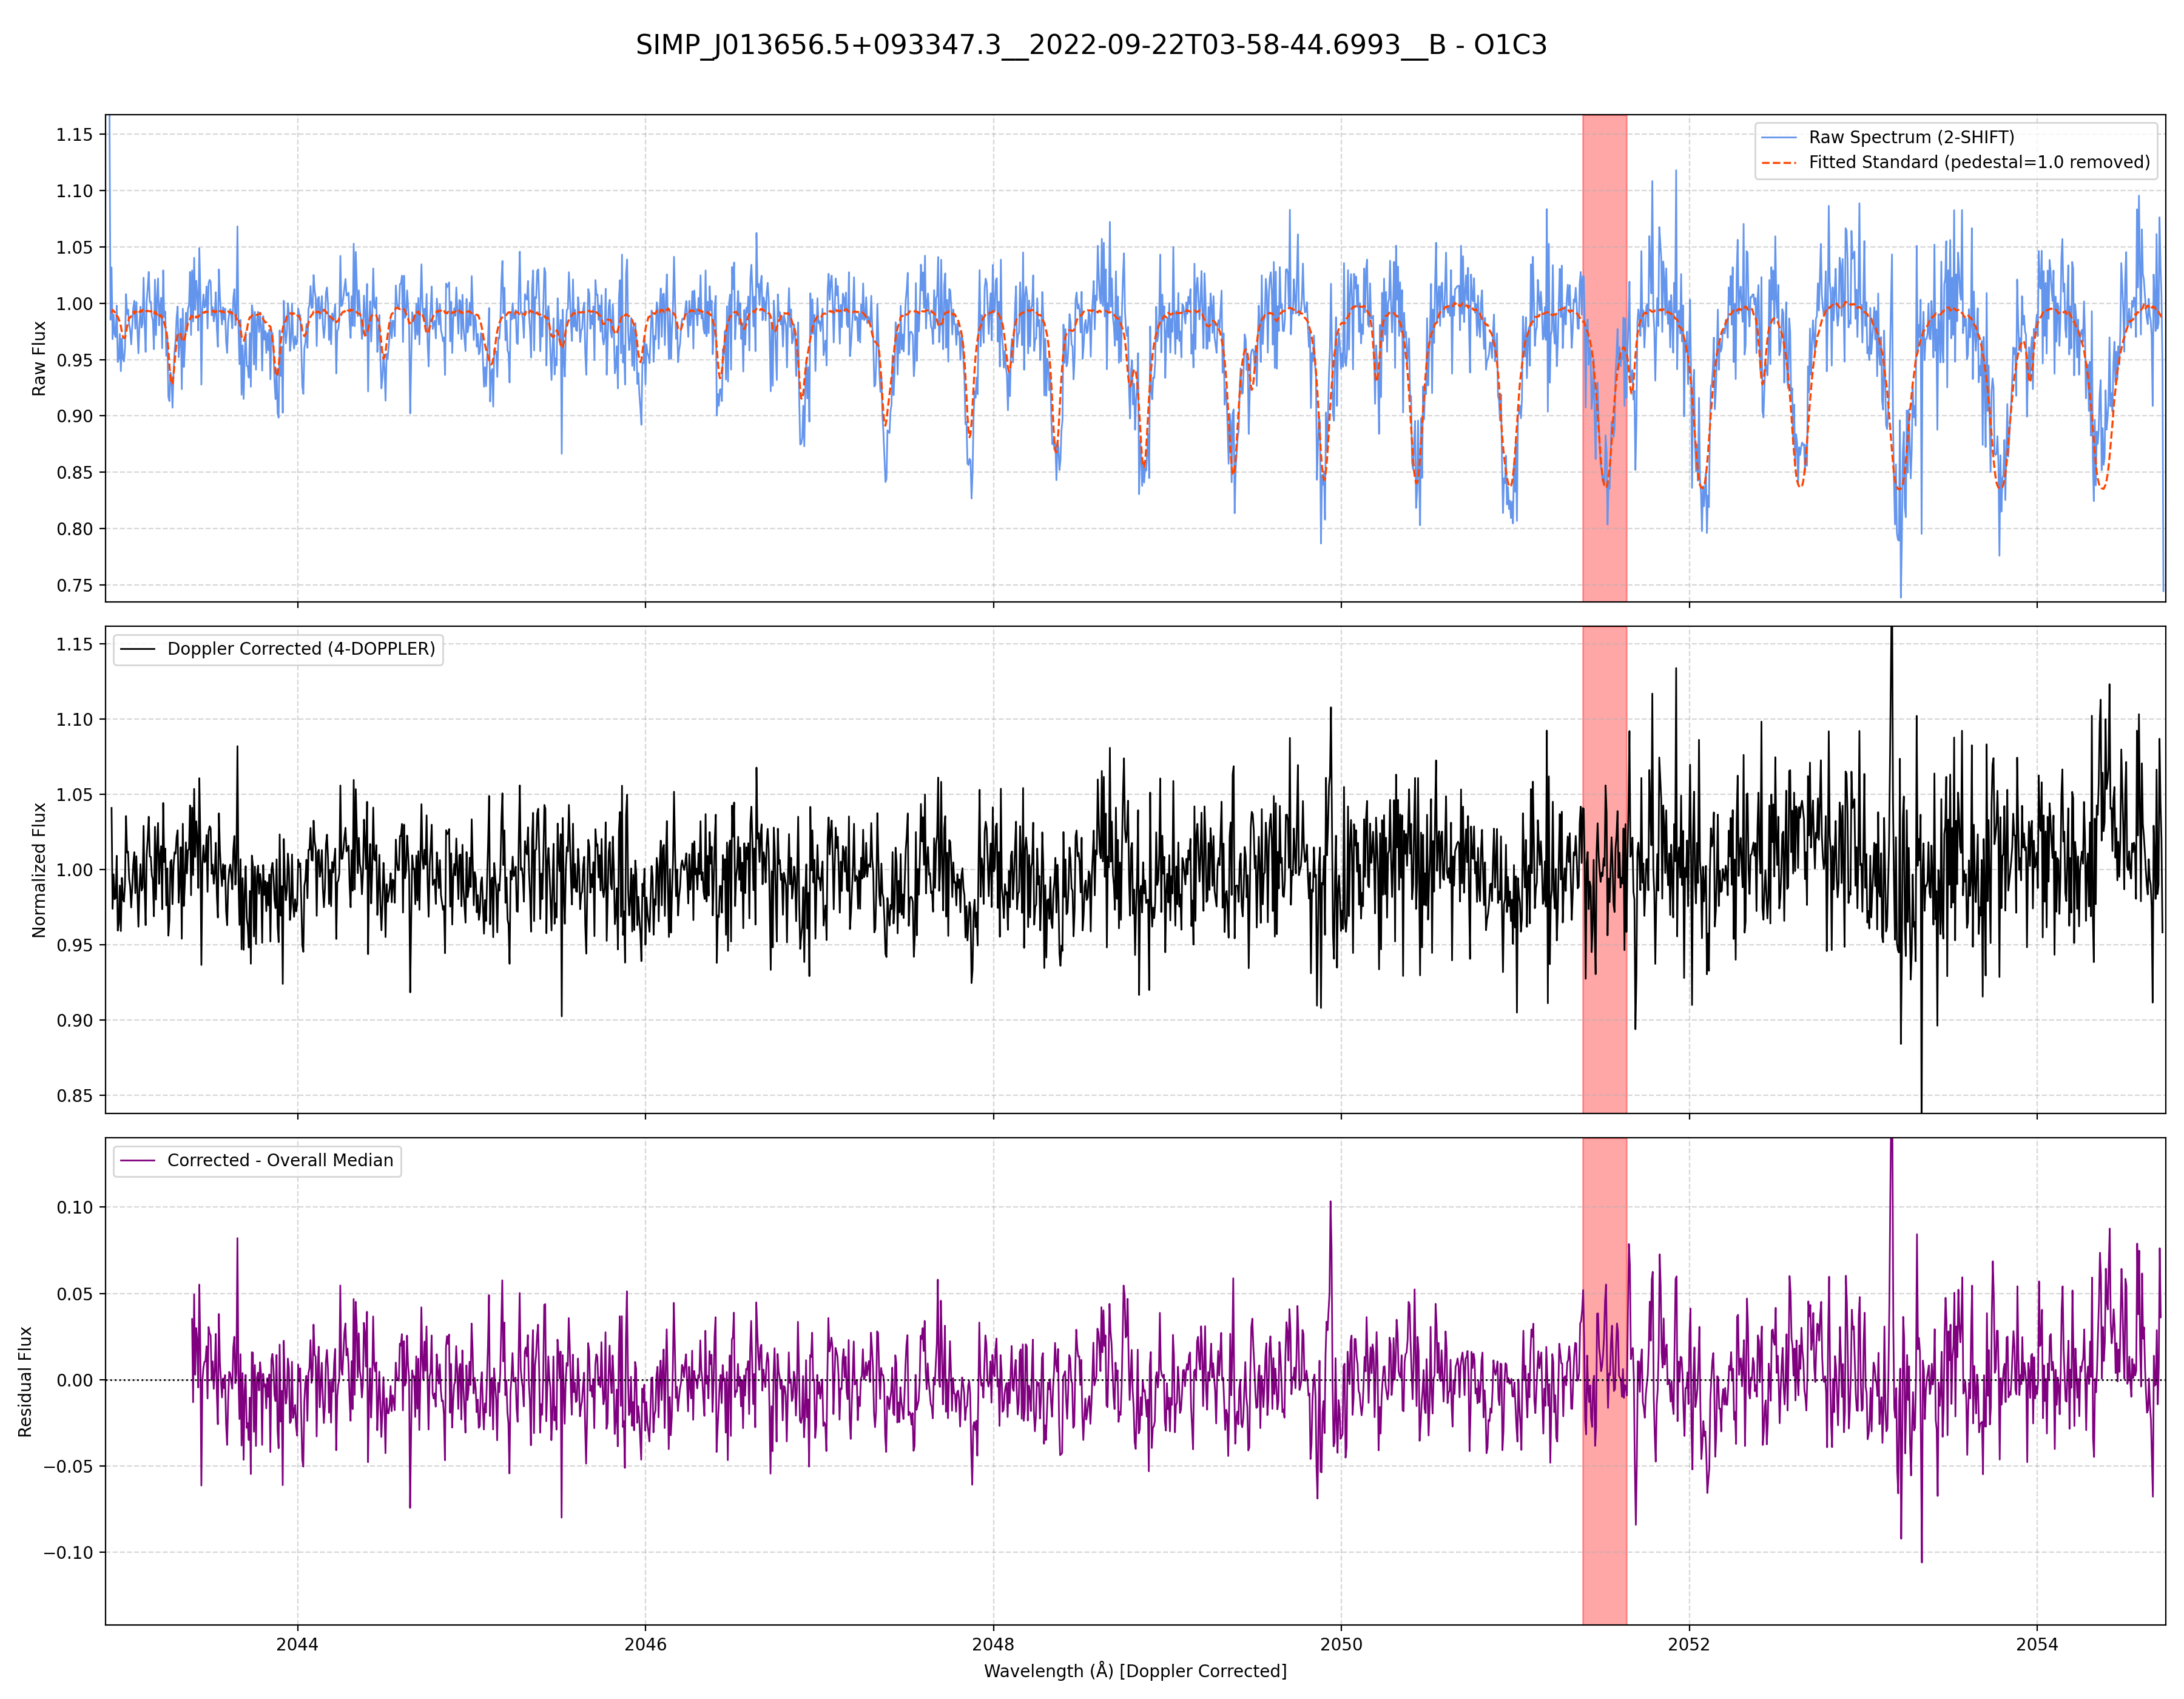 SIMP_J013656.5+093347.3__2022-09-22T03-58-44.6993__B - O1C3
Raw Flux
1.15
1.10
1.05
1.00
0.95
0.90
0.85
0.80
0.75
Raw Spectrum (2-SHIFT)
Fitted Standard (pedestal=1.0 removed)
Normalized Flux
1.15
1.10
1.05
1.00
0.95
0.90
0.85
Doppler Corrected (4-DOPPLER)
Residual Flux
0.10
0.05
0.00
−0.05
−0.10
Corrected - Overall Median
2044 2046 2048 2050 2052 2054
Wavelength (Å) [Doppler Corrected]